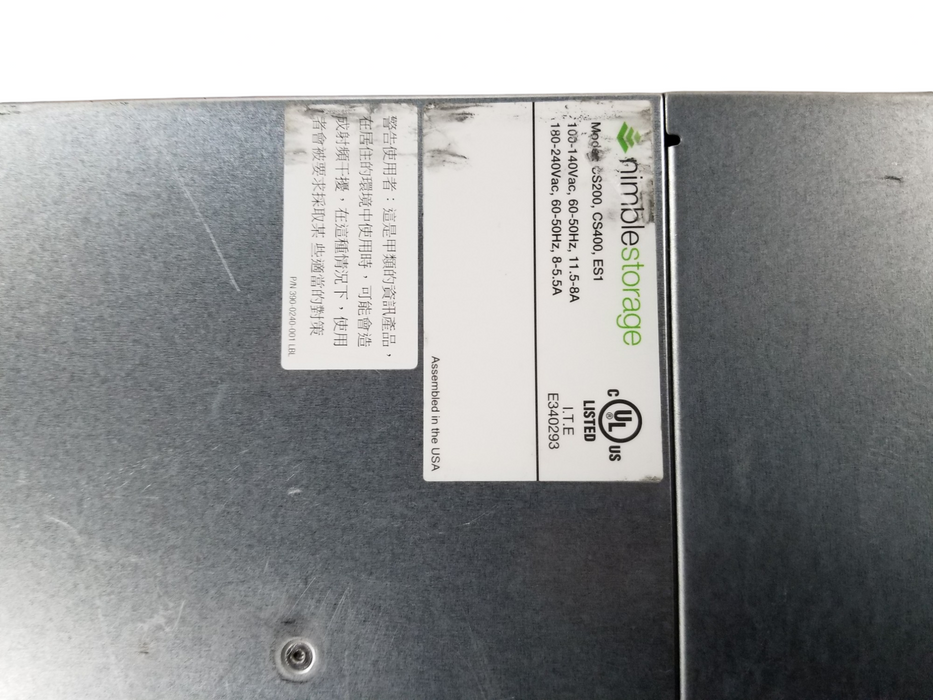 nimblestorage
Model: CS200, CS400, ES1
100-140Vac, 60-50Hz, 11.5-8A
180-240Vac, 60-50Hz, 8-5.5A
C UL US
®
LISTED
I.T.E
E340293
Assembled in the USA
警告使用者：這是甲類的資訊產品，
在居住的環境中使用時，可能會造
成射頻干擾，在這種情況下，使用
者會被要求採取某些適當的對策
P/N 390-0240-001 LBL